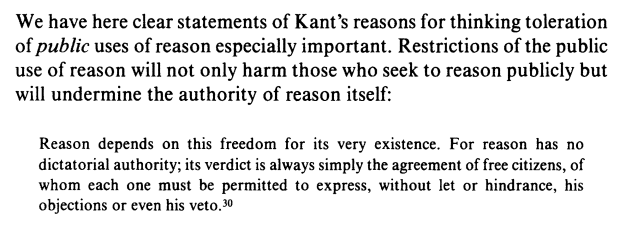 We have here clear statements of Kant's reasons for thinking toleration
of public uses of reason especially important. Restrictions of the public
use of reason will not only harm those who seek to reason publicly but
will undermine the authority of reason itself:
Reason depends on this freedom for its very existence. For reason has no
dictatorial authority; its verdict is always simply the agreement of free citizens, of
whom each one must be permitted to express, without let or hindrance, his
objections or even his veto.30